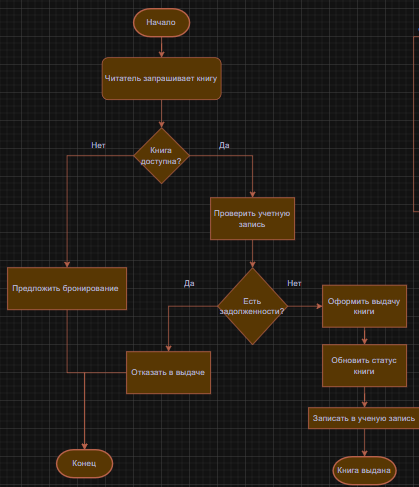 Начало
Читатель запрашивает книгу
Книга
доступна?
Нет
Да
Проверить учетную
запись
Предложить бронирование
Есть
задолженности?
Да
Нет
Оформить выдачу
книги
Отказать в выдаче
Обновить статус
книги
Записать в ученую запись
Конец
Книга выдана